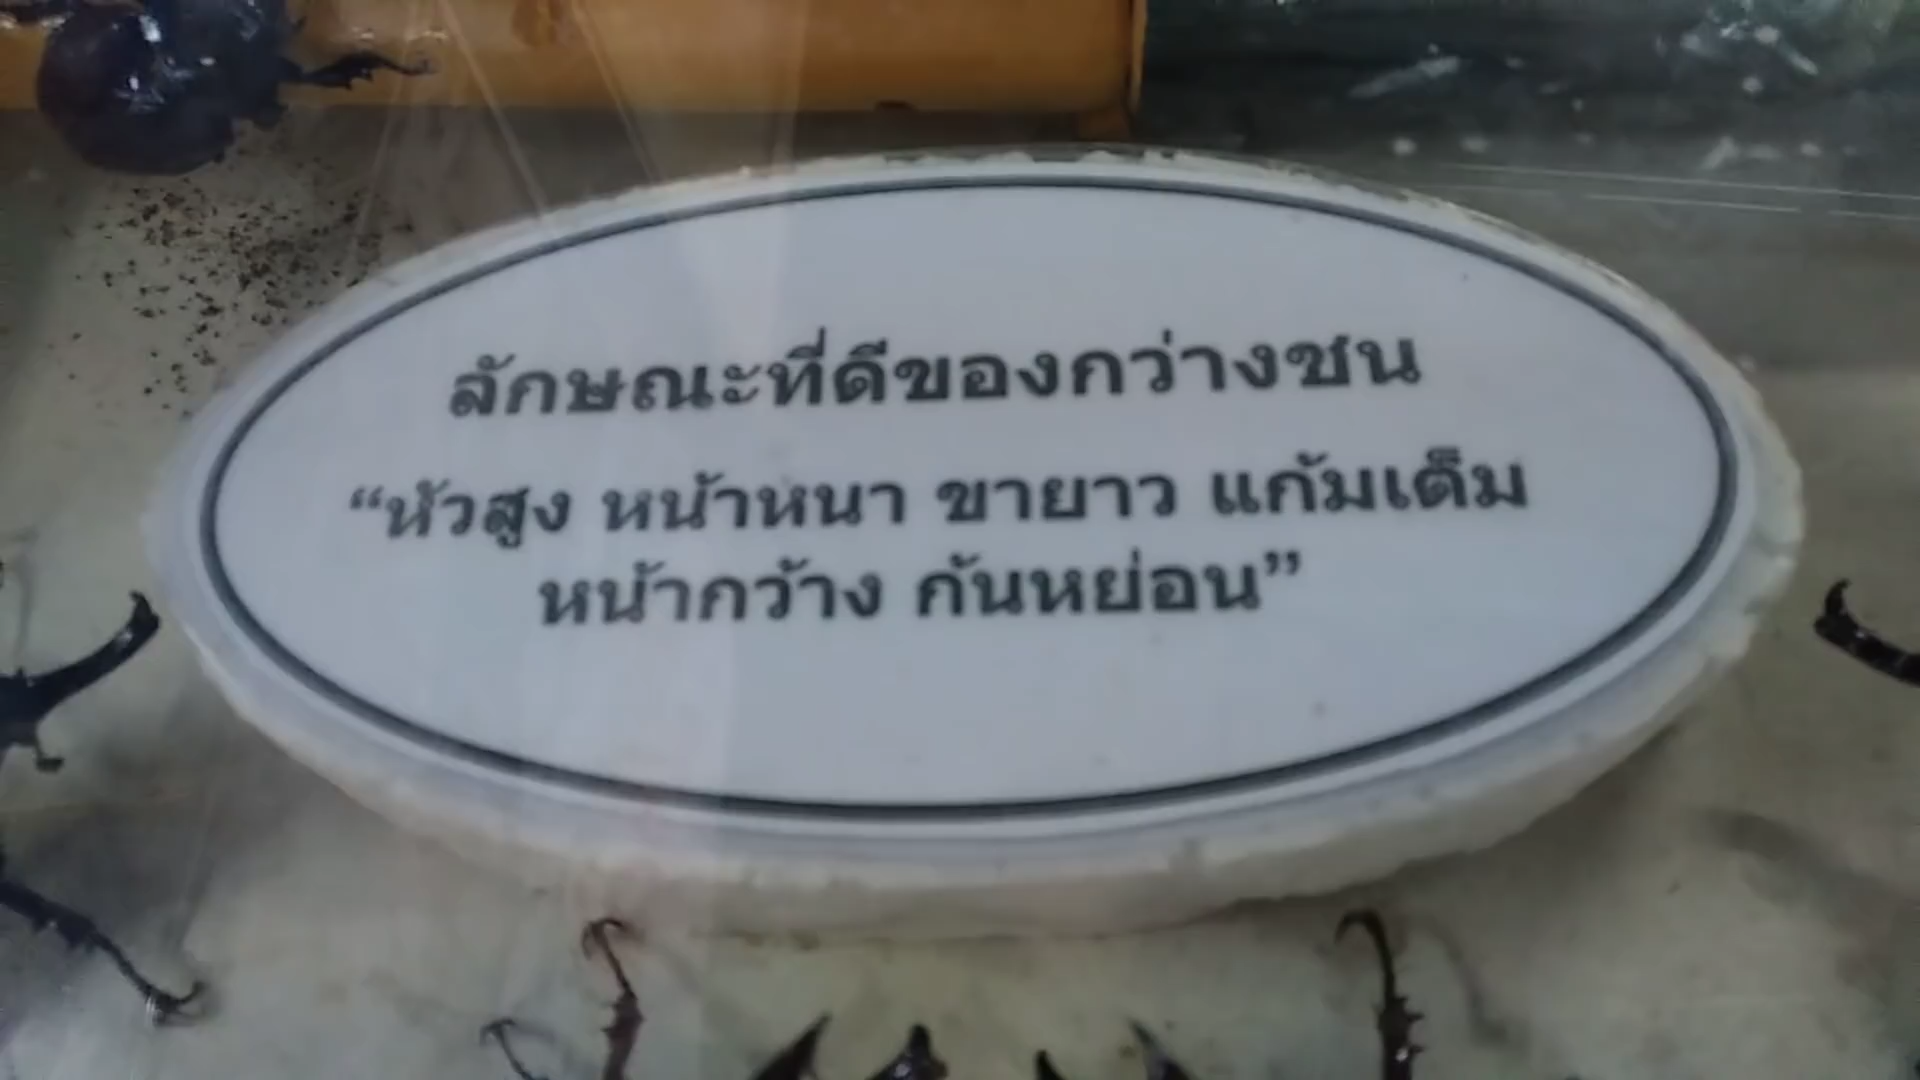 ลักษณะที่ดีของกว่างชน
“หัวสูง หน้าหนา ขายาว แก้มเต็ม
หน้ากว้าง ก้นหย่อน”